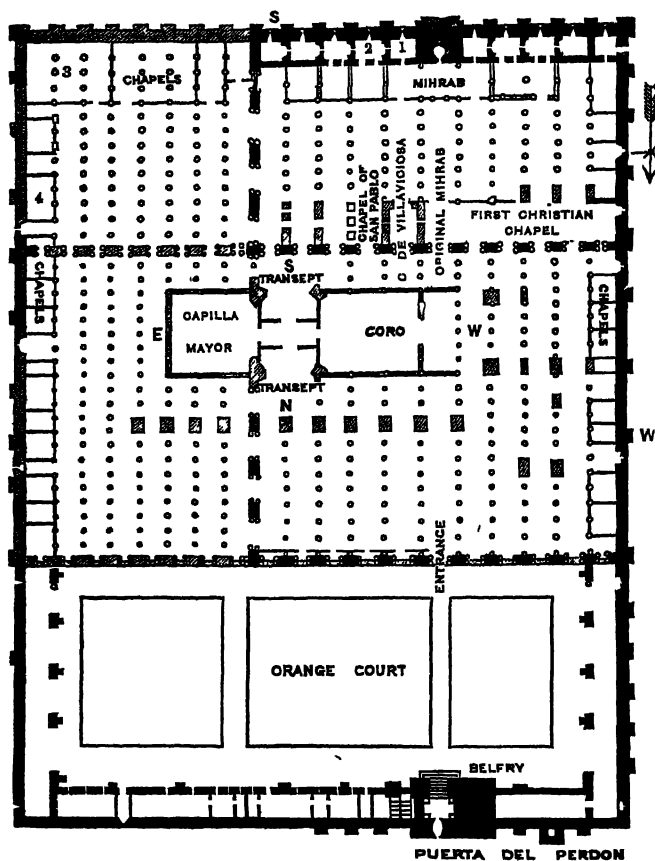 S
2 1
3
CHAPELS
MIHRAB
4
CHAPEL OF
SAN PABLO
C DE VILLAVICIOSA
ORIGINAL MIHRAB
FIRST CHRISTIAN
CHAPEL
CHAPELS
S
TRANSEPT
CHAPELS
E
CAPILLA
MAYOR
CORO
W
TRANSEPT
N
W
ENTRANCE
ORANGE COURT
BELFRY
PUERTA DEL PERDON